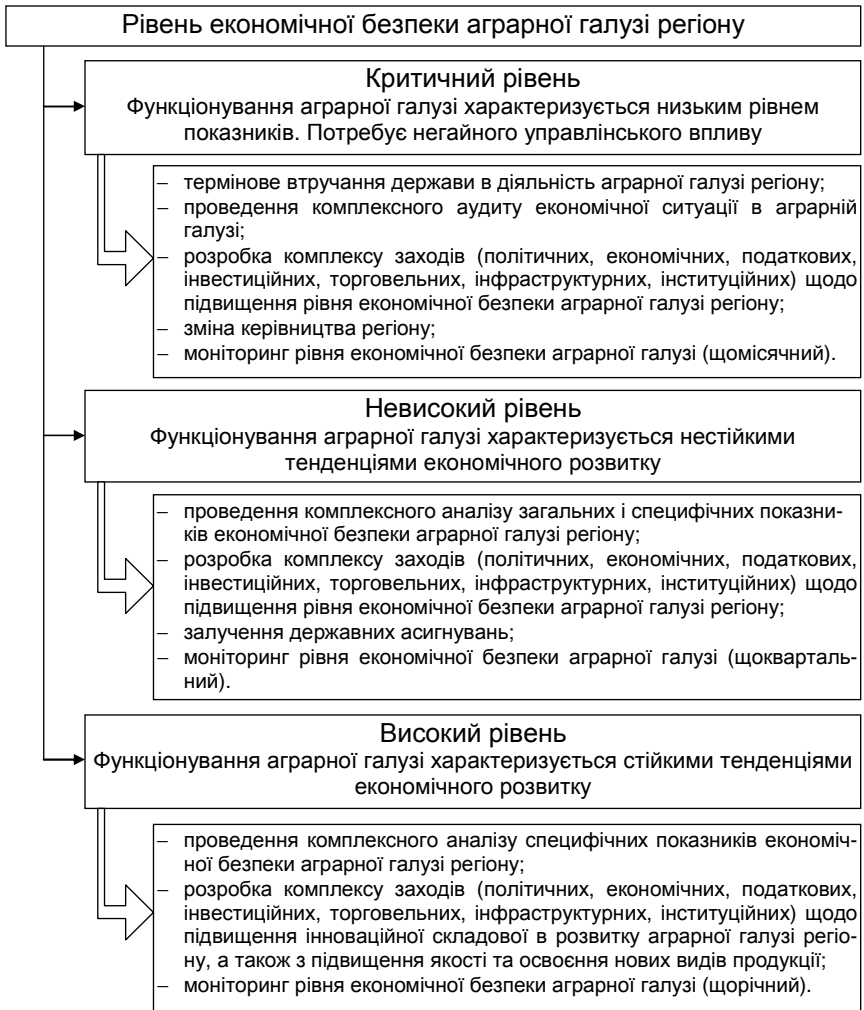 Рівень економічної безпеки аграрної галузі регіону
Критичний рівень
Функціонування аграрної галузі характеризується низьким рівнем
показників. Потребує негайного управлінського впливу
− термінове втручання держави в діяльність аграрної галузі регіону;
− проведення комплексного аудиту економічної ситуації в аграрній
галузі;
− розробка комплексу заходів (політичних, економічних, податкових,
інвестиційних, торговельних, інфраструктурних, інституційних) щодо
підвищення рівня економічної безпеки аграрної галузі регіону;
− зміна керівництва регіону;
− моніторинг рівня економічної безпеки аграрної галузі (щомісячний).
Невисокий рівень
Функціонування аграрної галузі характеризується нестійкими
тенденціями економічного розвитку
− проведення комплексного аналізу загальних і специфічних показни-
ків економічної безпеки аграрної галузі регіону;
− розробка комплексу заходів (політичних, економічних, податкових,
інвестиційних, торговельних, інфраструктурних, інституційних) щодо
підвищення рівня економічної безпеки аграрної галузі регіону;
− залучення державних асигнувань;
− моніторинг рівня економічної безпеки аграрної галузі (щокварталь-
ний).
Високий рівень
Функціонування аграрної галузі характеризується стійкими тенденціями
економічного розвитку
− проведення комплексного аналізу специфічних показників економіч-
ної безпеки аграрної галузі регіону;
− розробка комплексу заходів (політичних, економічних, податкових,
інвестиційних, торговельних, інфраструктурних, інституційних) щодо
підвищення інноваційної складової в розвитку аграрної галузі регіо-
ну, а також з підвищення якості та освоєння нових видів продукції;
− моніторинг рівня економічної безпеки аграрної галузі (щорічний).